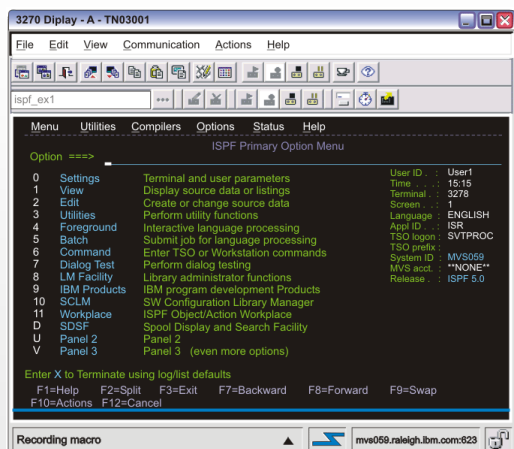 3270 Diplay - A - TN03001
File Edit View Communication Actions Help
ispf_ex1
Menu Utilities Compilers Options Status Help
ISPF Primary Option Menu
Option ===> _
0 Settings Terminal and user parameters
1 View Display source data or listings
2 Edit Create or change source data
3 Utilities Perform utility functions
4 Foreground Interactive language processing
5 Batch Submit job for language processing
6 Command Enter TSO or Workstation commands
7 Dialog Test Perform dialog testing
8 LM Facility Library administrator functions
9 IBM Products IBM program development Products
10 SCLM SW Configuration Library Manager
11 Workplace ISPF Object/Action Workplace
D SDSF Spool Display and Search Facility
U Panel 2 Panel 2
V Panel 3 Panel 3 (even more options)
User ID . : User1
Time . . . : 15:15
Terminal . : 3278
Screen . . : 1
Language : ENGLISH
Appl ID : ISR
TSO logon : SVTPROC
TSO prefix :
System ID : MVS059
MVS acct. : **NONE**
Release . : ISPF 5.0
Enter X to Terminate using log/list defaults
F1=Help F2=Split F3=Exit F7=Backward F8=Forward F9=Swap
F10=Actions F12=Cancel
Recording macro mvs059.raleigh.ibm.com:623